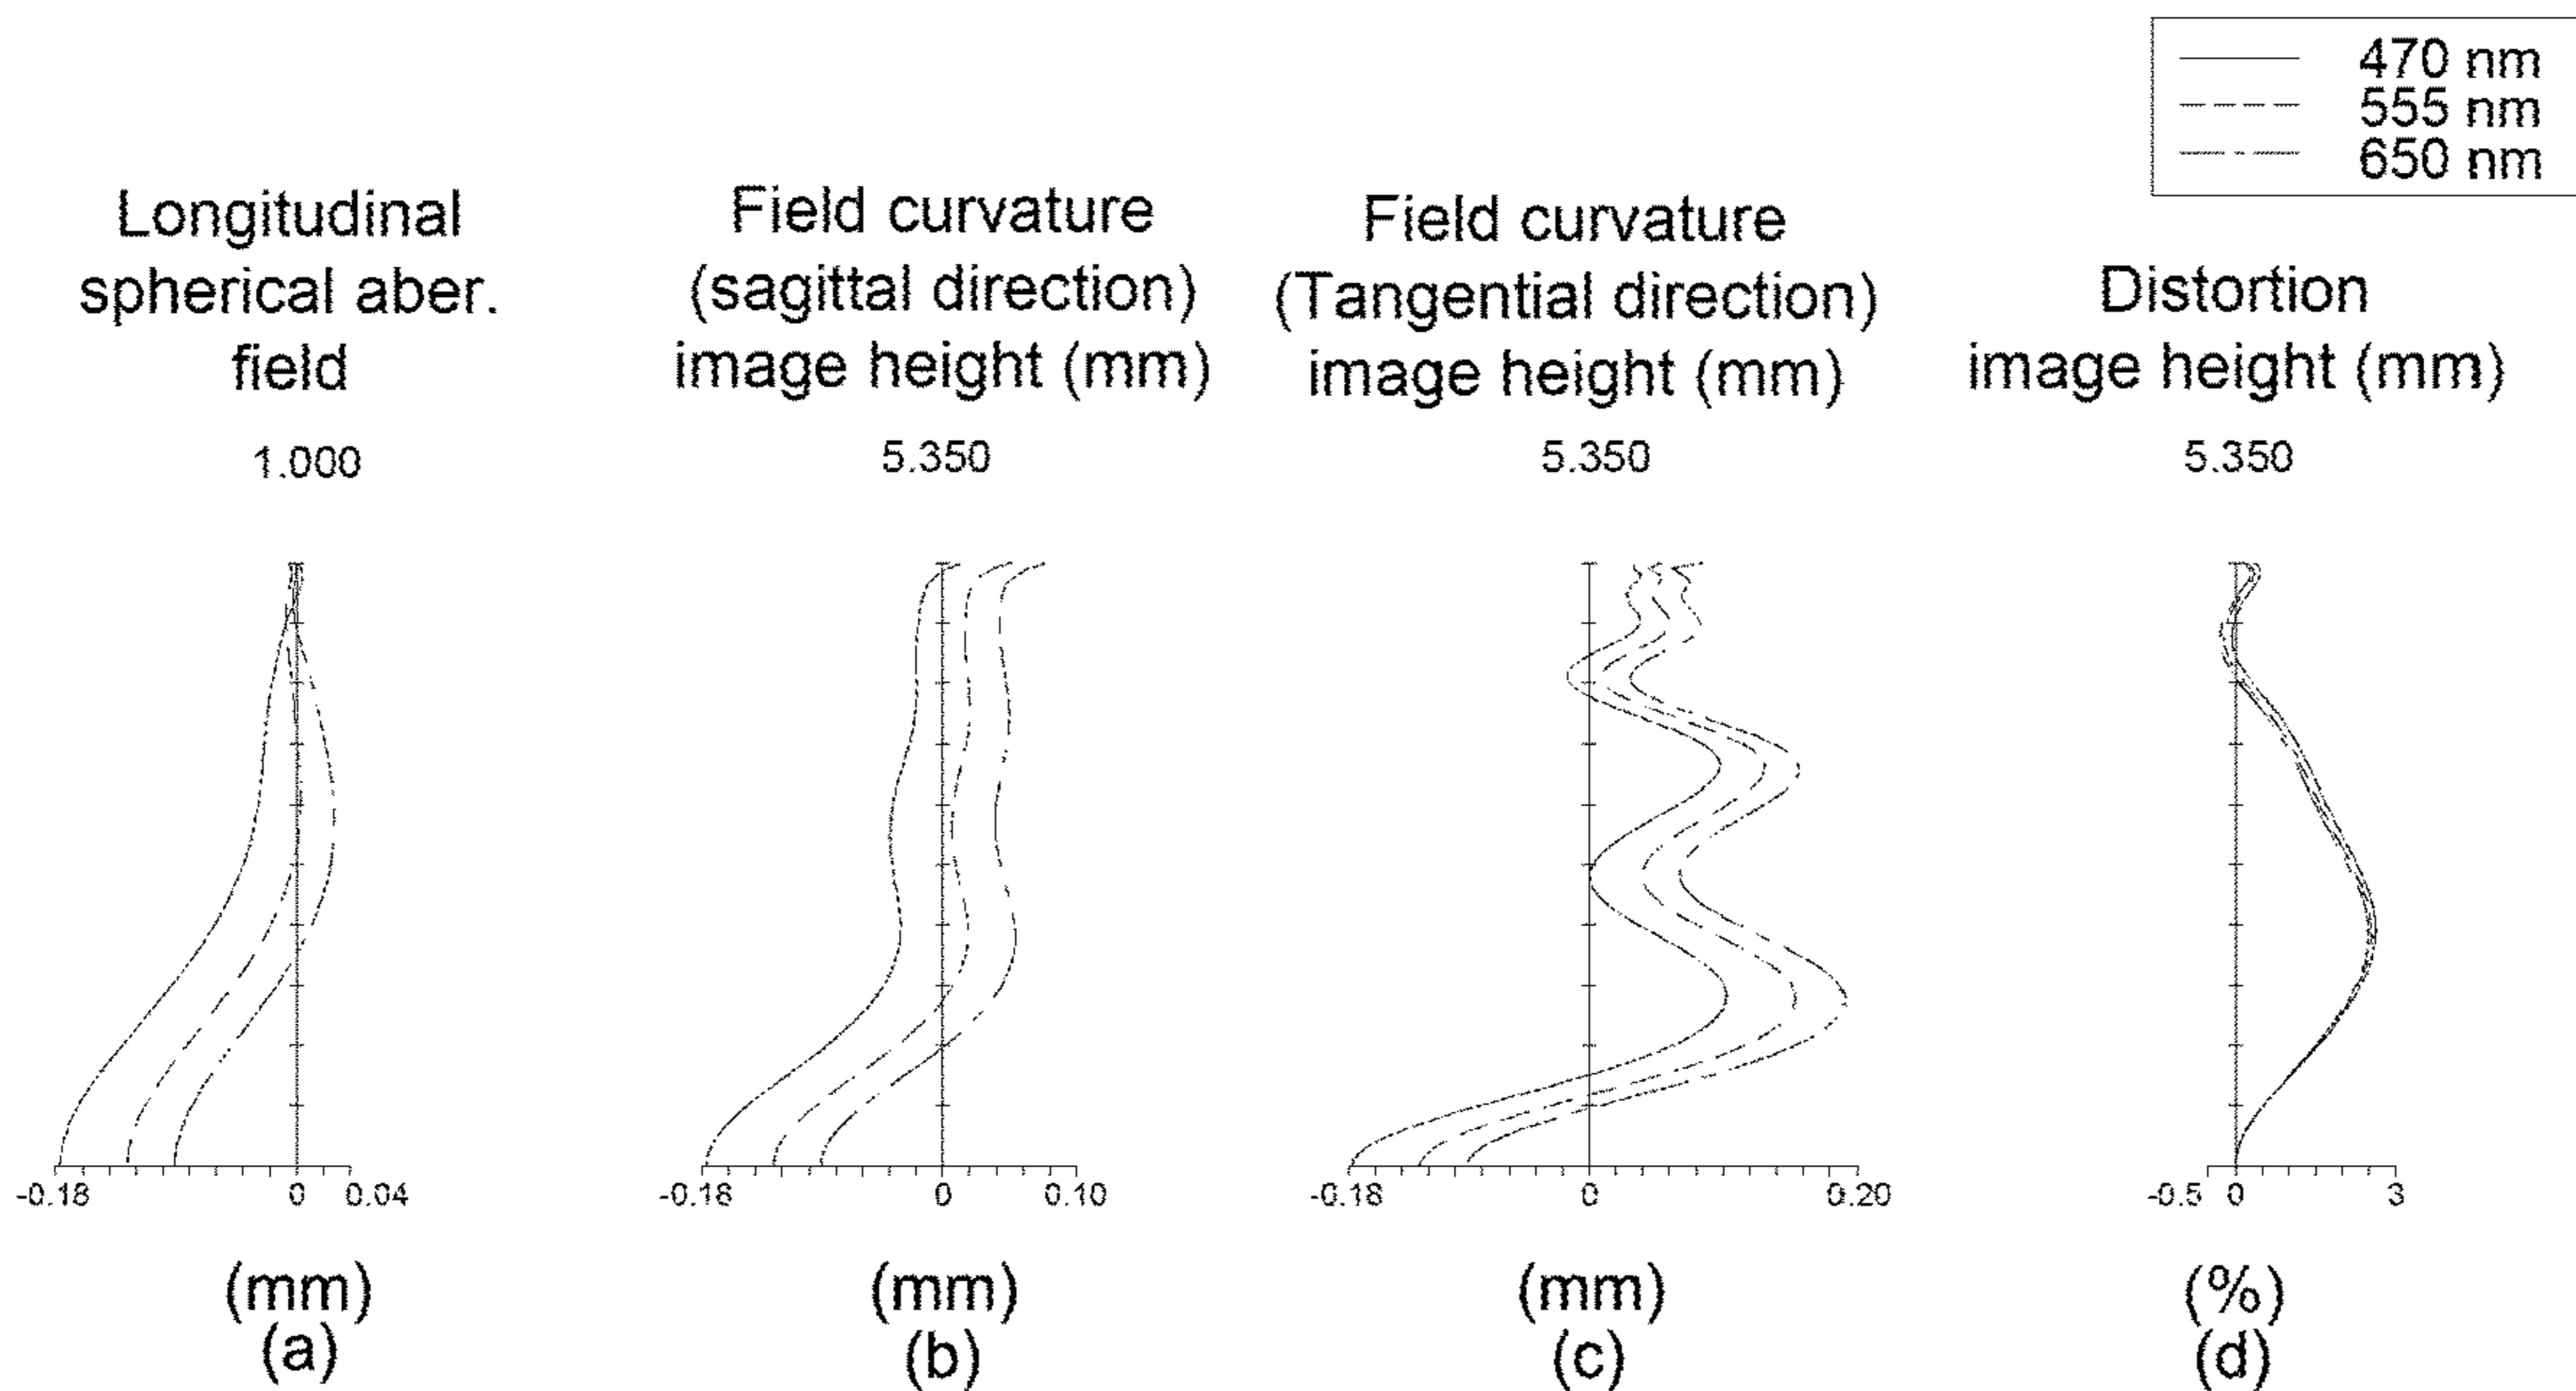 470 nm
555 nm
650 nm
Longitudinal
spherical aber.
field
1.000
-0.18 0 0.04
(mm)
(a)
Field curvature
(sagittal direction)
image height (mm)
5.350
-0.18 0 0.10
(mm)
(b)
Field curvature
(Tangential direction)
image height (mm)
5.350
-0.18 0 0.20
(mm)
(c)
Distortion
image height (mm)
5.350
-0.5 0 3
(%)
(d)